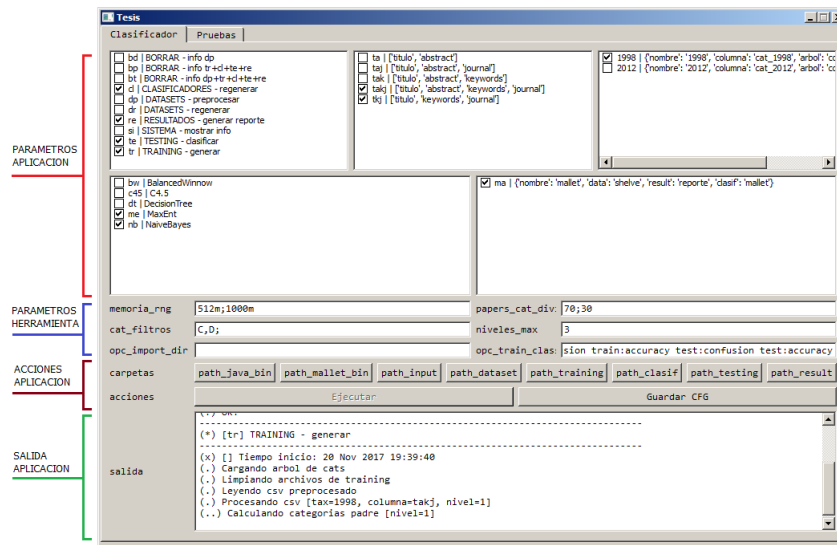 Tesis
Clasificador
Pruebas
bd | BORRAR - info dp
bp | BORRAR - info tr+cl+te+re
bt | BORRAR - info dp+tr+cl+te+re
cl | CLASIFICADORES - regenerar
dp | DATASETS - preprocesar
dr | DATASETS - regenerar
re | RESULTADOS - generar reporte
si | SISTEMA - mostrar info
te | TESTING - clasificar
tr | TRAINING - generar
ta | ['titulo', 'abstract']
taj | ['titulo', 'abstract', 'journal']
tak | ['titulo', 'abstract', 'keywords']
takj | ['titulo', 'abstract', 'keywords', 'journal']
tkj | ['titulo', 'keywords', 'journal']
1998 | {'nombre': '1998', 'columna': 'cat_1998', 'arbol': 'cc
2012 | {'nombre': '2012', 'columna': 'cat_2012', 'arbol': 'cc
PARAMETROS
APLICACION
bw | BalancedWinnow
c45 | C4.5
dt | DecisionTree
me | MaxEnt
nb | NaiveBayes
ma | {'nombre': 'mallet', 'data': 'shelve', 'result': 'reporte', 'clasif': 'mallet'}
PARAMETROS
HERRAMIENTA
memoria_rng
512m;1000m
papers_cat_div:
70;30
cat_filtros
C,D;
niveles_max
3
opc_import_dir
opc_train_clas:
sion train:accuracy test:confusion test:accuracy
ACCIONES
APLICACION
carpetas
path_java_bin
path_mallet_bin
path_input
path_dataset
path_training
path_clasif
path_testing
path_result
acciones
Ejecutar
Guardar CFG
SALIDA
APLICACION
salida
(.) OK.
--------------------------------------------------------------------------
(*) [tr] TRAINING - generar
--------------------------------------------------------------------------
(x) [] Tiempo inicio: 20 Nov 2017 19:39:40
(.) Cargando arbol de cats
(.) Limpiando archivos de training
(.) Leyendo csv preprocesado
(.) Procesando csv [tax=1998, columna=takj, nivel=1]
(..) Calculando categorias padre [nivel=1]